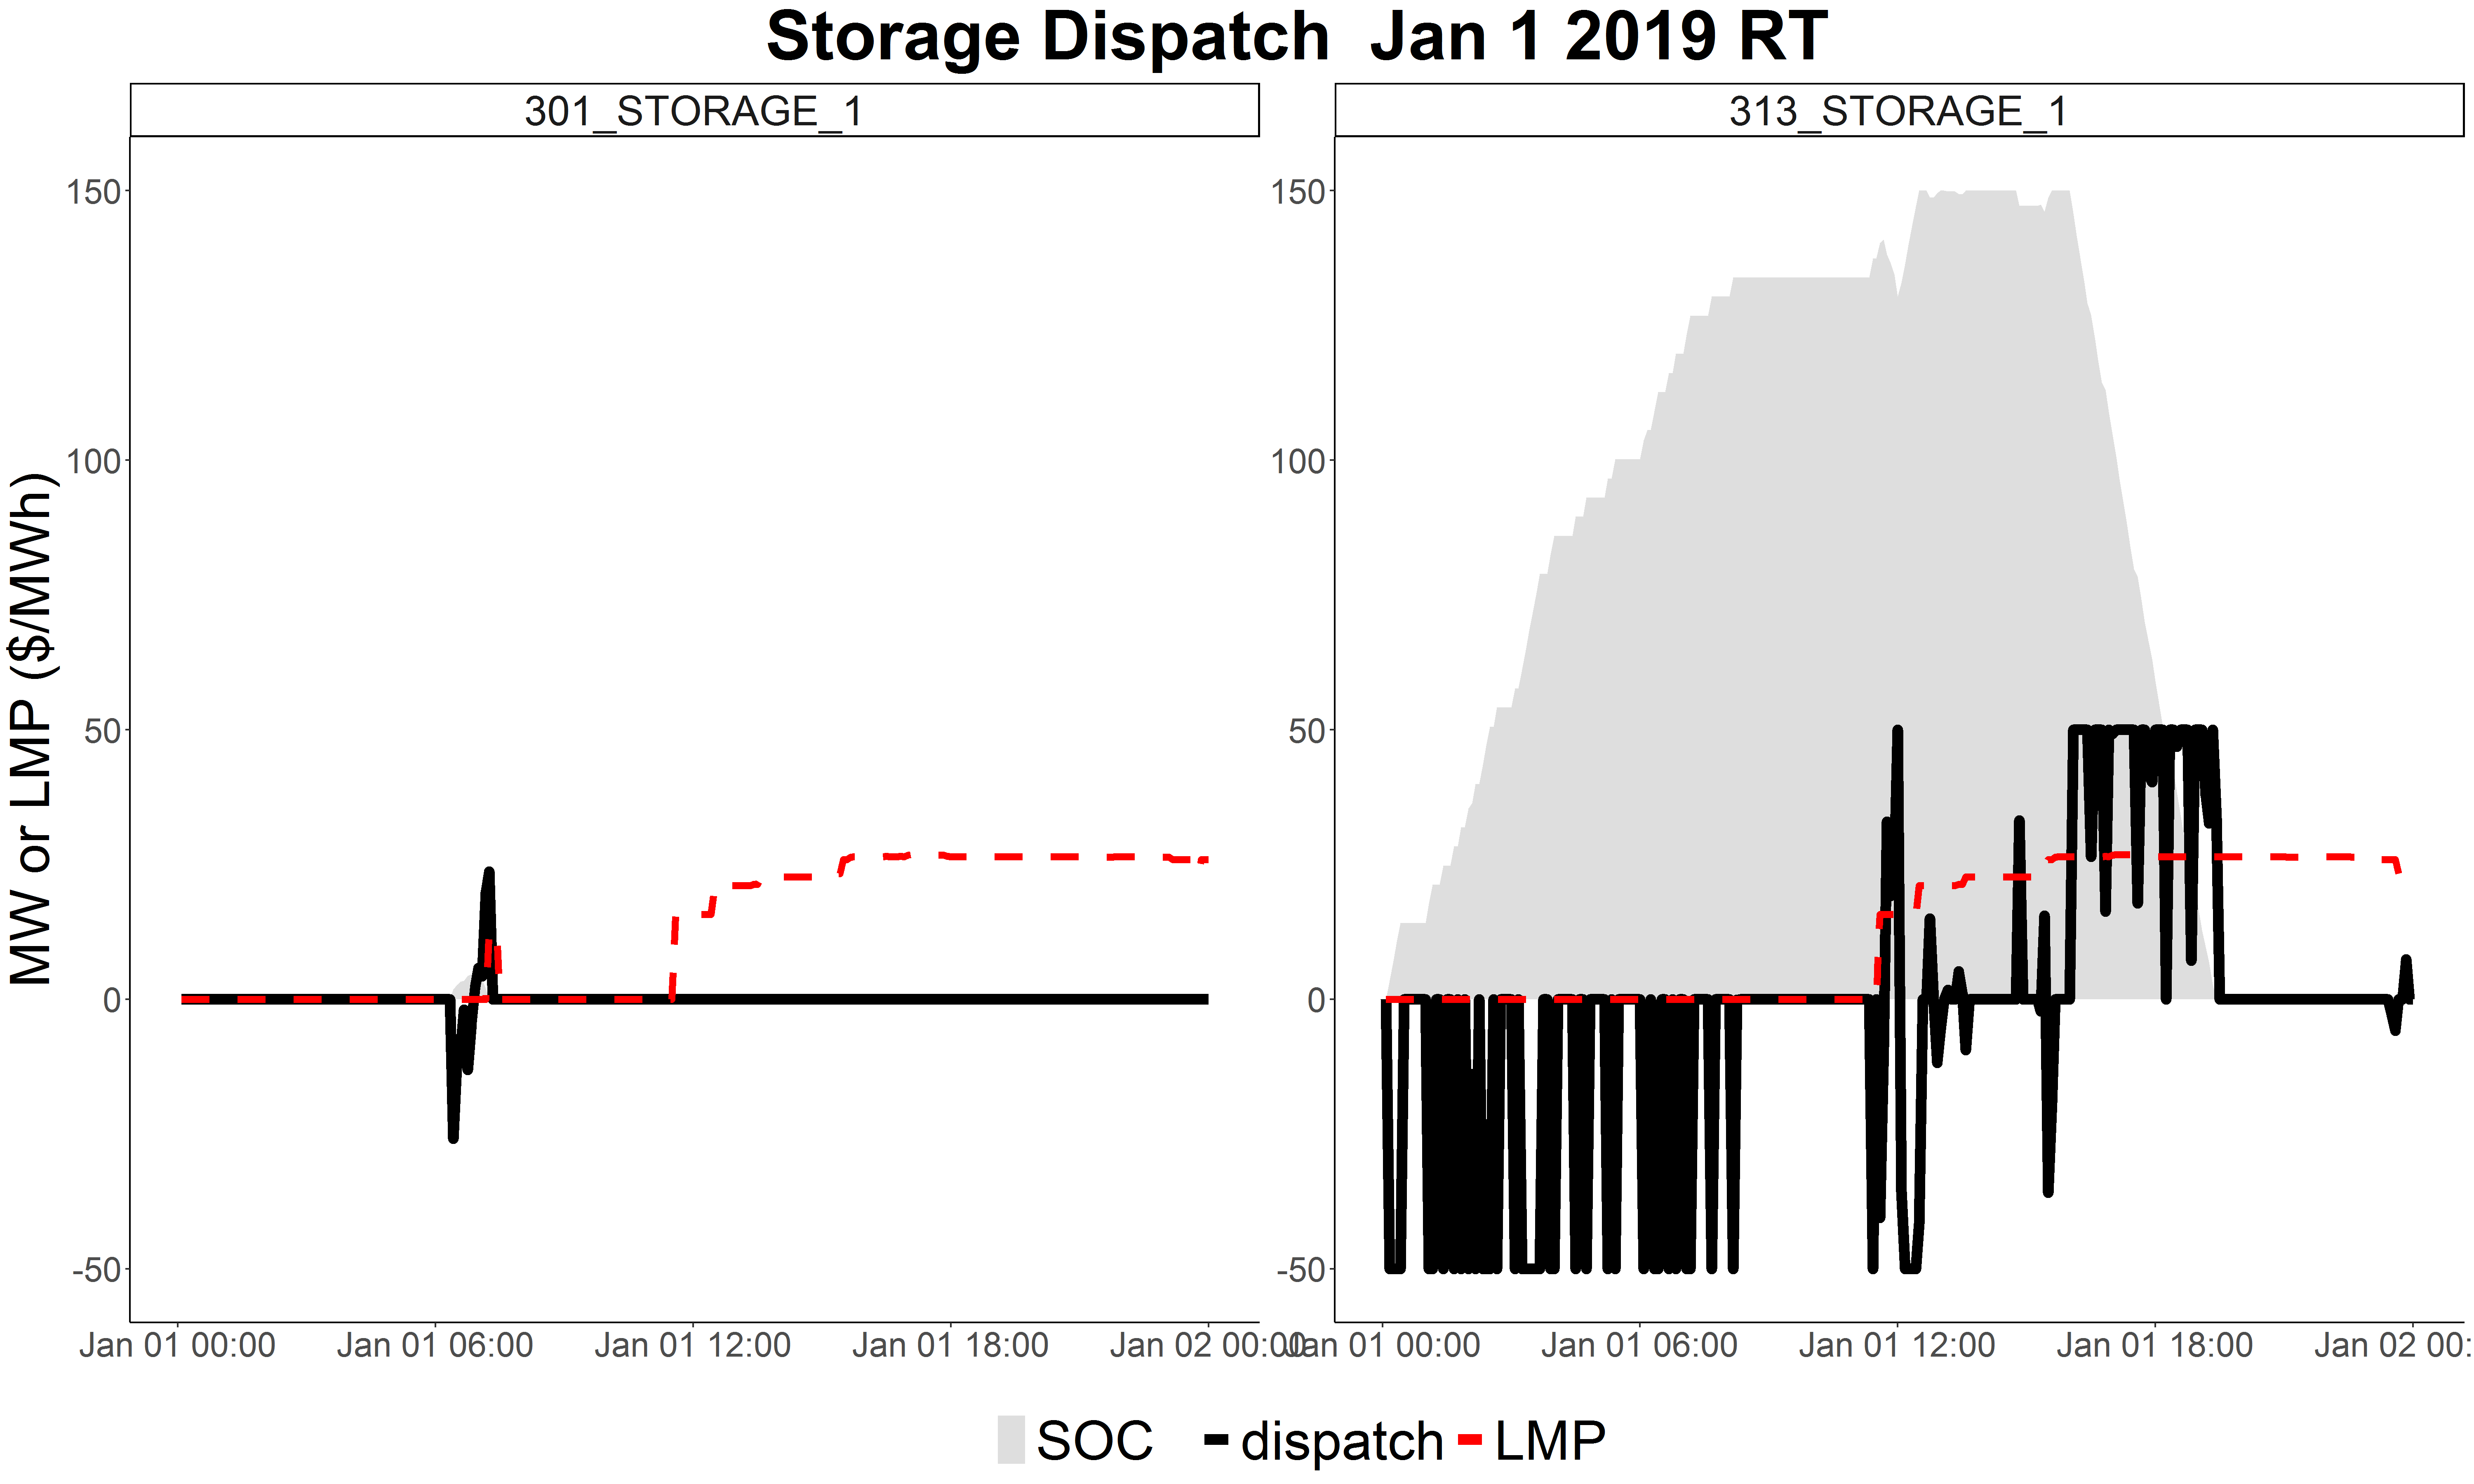 Storage Dispatch  Jan 1 2019 RT
301_STORAGE_1
313_STORAGE_1
MW or LMP ($/MWh)
150
100
50
0
-50
150
100
50
0
-50
Jan 01 00:00 Jan 01 06:00 Jan 01 12:00 Jan 01 18:00 Jan 02 00:00
Jan 01 00:00 Jan 01 06:00 Jan 01 12:00 Jan 01 18:00 Jan 02 00:
SOC dispatch LMP